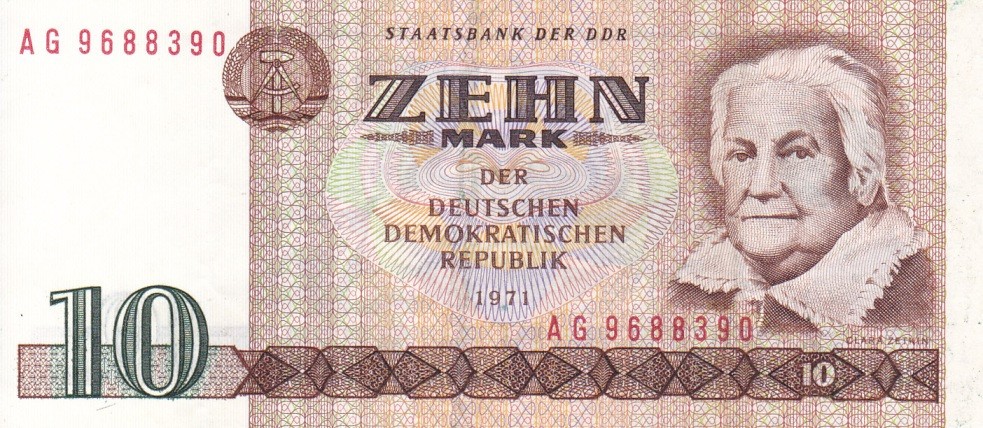 AG 9688390
STAATSBANK DER DDR
ZEHN
MARK
DER
DEUTSCHEN
DEMOKRATISCHEN
REPUBLIK
1971
AG 9688390
CLARA ZETKIN
10
10